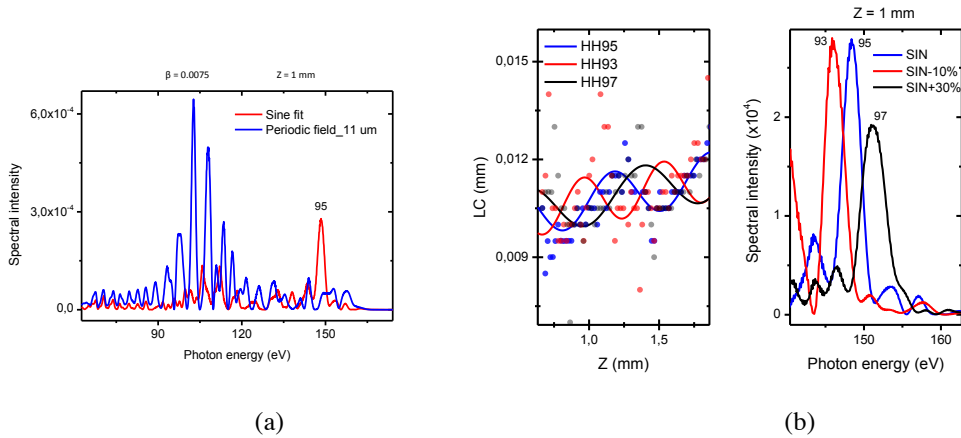 β = 0.0075
Z = 1 mm
Sine fit
Periodic field_11 um
Spectral intensity
6,0x10-4
3,0x10-4
0,0
95
90
120
150
Photon energy (eV)
(a)
HH95
HH93
HH97
LC (mm)
0,015
0,012
0,009
1,0
1,5
Z (mm)
Z = 1 mm
93
95
97
SIN
SIN-10%
SIN+30%
Spectral intensity (x10⁴)
3
2
1
0
150
160
Photon energy (eV)
(b)